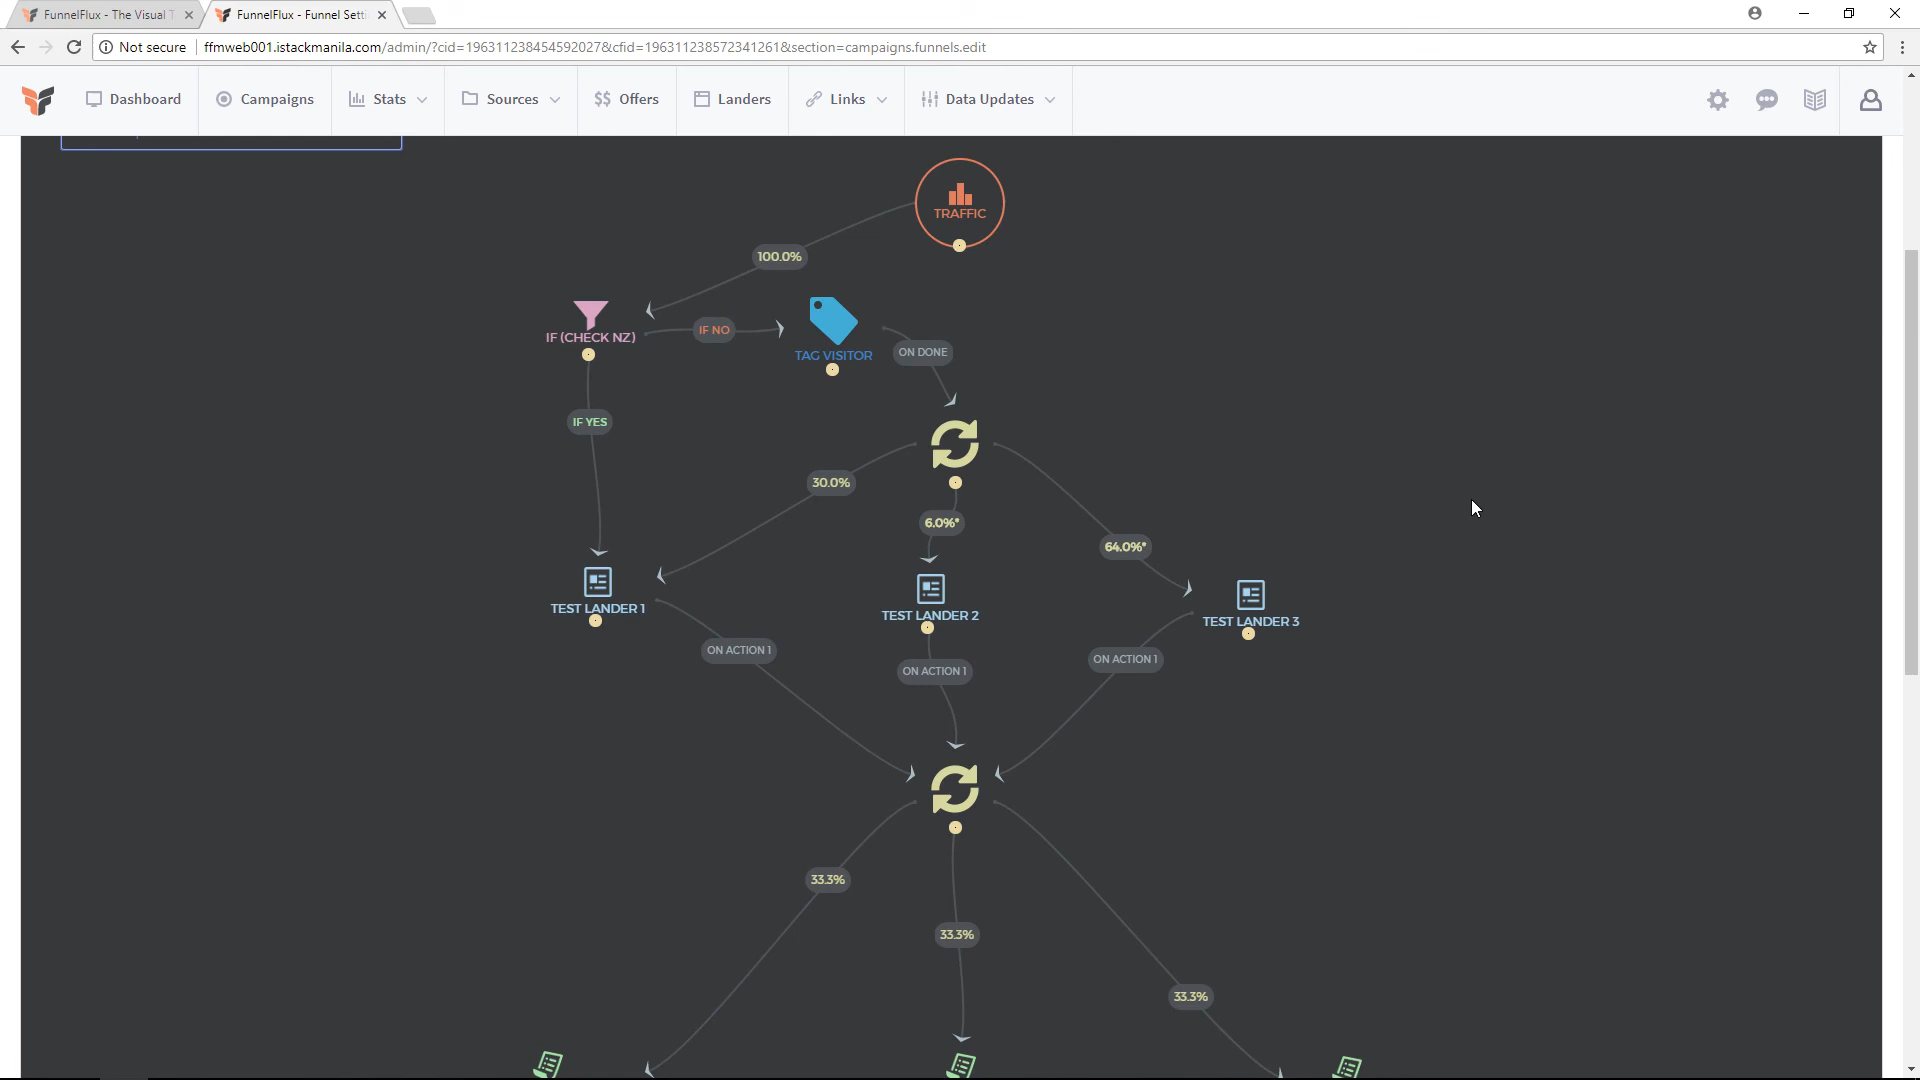 FunnelFlux - The Visual T
FunnelFlux - Funnel Setti
Not secure
ffmweb001.istackmanila.com/admin/?cid=196311238454592027&cfid=196311238572341261&section=campaigns.funnels.edit
Dashboard
Campaigns
Stats
Sources
$$ Offers
Landers
Links
Data Updates
TRAFFIC
100.0%
IF (CHECK NZ)
IF NO
TAG VISITOR
ON DONE
IF YES
30.0%
6.0%*
64.0%*
TEST LANDER 1
TEST LANDER 2
TEST LANDER 3
ON ACTION 1
ON ACTION 1
ON ACTION 1
33.3%
33.3%
33.3%